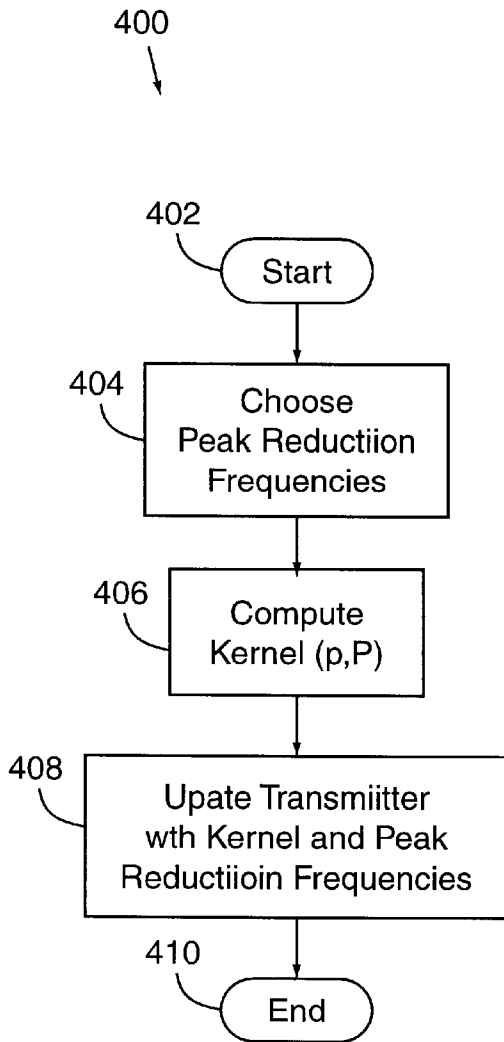 400
402
Start
404
Choose
Peak Reductiion
Frequencies
406
Compute
Kernel (p,P)
408
Upate Transmiitter
wth Kernel and Peak
Reductiioin Frequencies
410
End